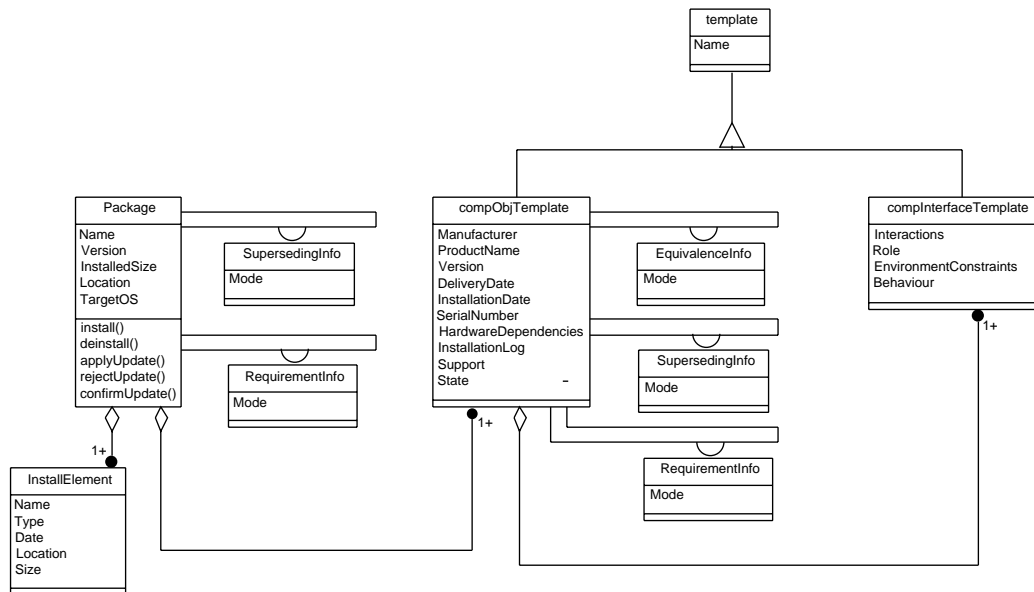 template
Name
Package
Name
Version
InstalledSize
Location
TargetOS
install()
deinstall()
applyUpdate()
rejectUpdate()
confirmUpdate()
SupersedingInfo
Mode
RequirementInfo
Mode
1+
InstallElement
Name
Type
Date
Location
Size
compObjTemplate
Manufacturer
ProductName
Version
DeliveryDate
InstallationDate
SerialNumber
HardwareDependencies
InstallationLog
Support
State -
1+
EquivalenceInfo
Mode
SupersedingInfo
Mode
RequirementInfo
Mode
compInterfaceTemplate
Interactions
Role
EnvironmentConstraints
Behaviour
1+